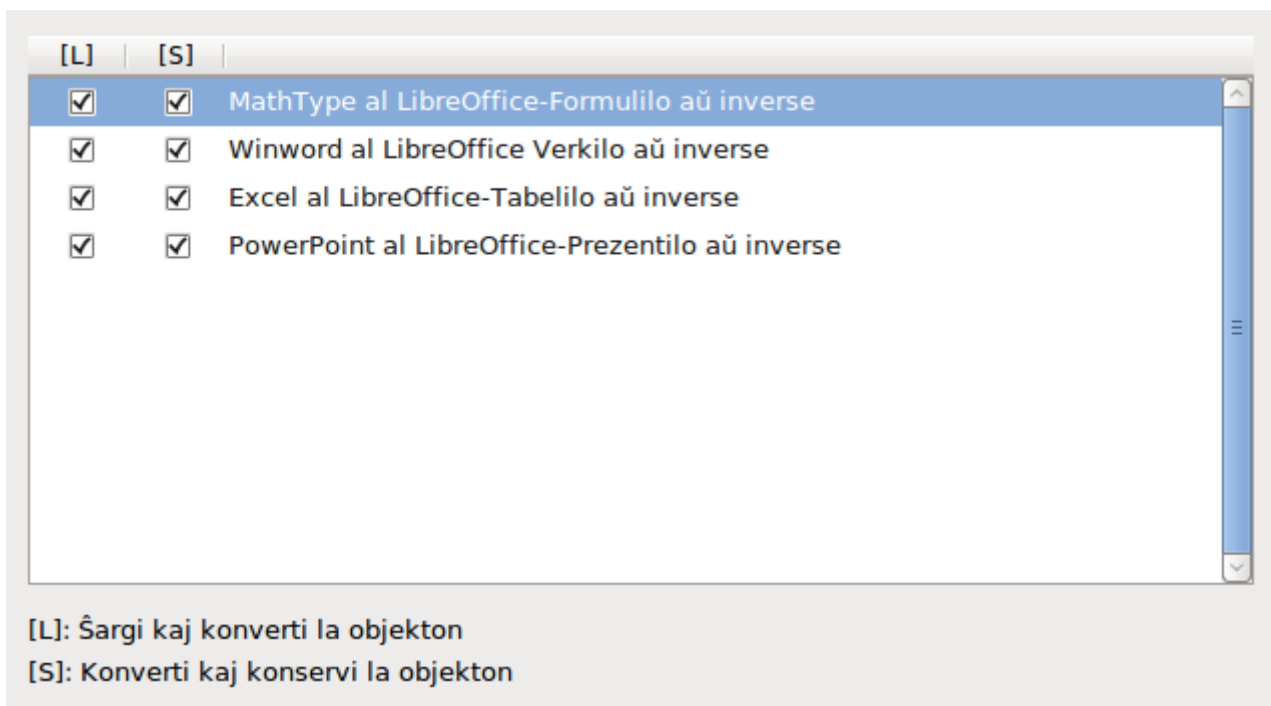 [L] [S]
MathType al LibreOffice-Formulilo aŭ inverse
Winword al LibreOffice Verkilo aŭ inverse
Excel al LibreOffice-Tabelilo aŭ inverse
PowerPoint al LibreOffice-Prezentilo aŭ inverse
[L]: Ŝargi kaj konverti la objekton
[S]: Konverti kaj konservi la objekton